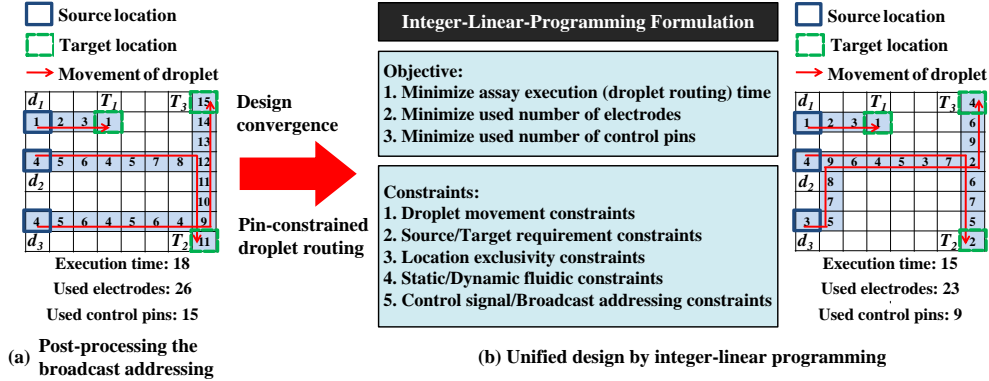 Source location
Target location
Movement of droplet
d1 T1 T3 15
1 2 3 1 14
13
4 5 6 4 5 7 8 12
d2 11
10
4 5 6 4 5 6 4 9
d3 T2 11
Execution time: 18
Used electrodes: 26
Used control pins: 15
(a) Post-processing the
broadcast addressing
Design
convergence
Pin-constrained
droplet routing
Integer-Linear-Programming Formulation
Objective:
1. Minimize assay execution (droplet routing) time
2. Minimize used number of electrodes
3. Minimize used number of control pins
Constraints:
1. Droplet movement constraints
2. Source/Target requirement constraints
3. Location exclusivity constraints
4. Static/Dynamic fluidic constraints
5. Control signal/Broadcast addressing constraints
Source location
Target location
Movement of droplet
d1 T1 T3 4
1 2 3 1 6
9
4 9 6 4 5 3 7 2
d2 8 6
7 7
3 5 5
d3 T2 2
Execution time: 15
Used electrodes: 23
Used control pins: 9
(b) Unified design by integer-linear programming